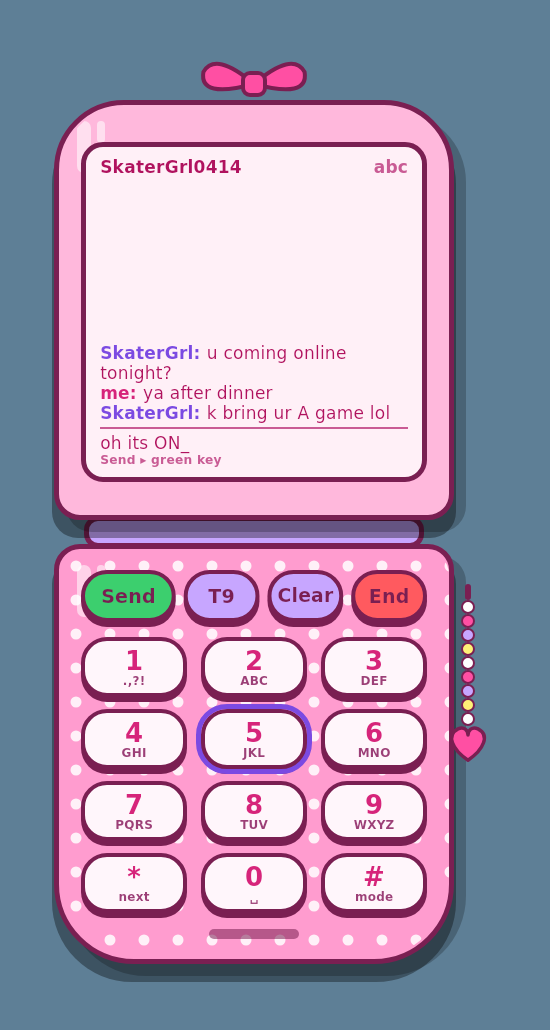 SkaterGrl0414 abc
SkaterGrl: u coming online
tonight?
me: ya after dinner
SkaterGrl: k bring ur A game lol
oh its ON_
Send ▸ green key
Send T9 Clear End
1 2 3
.,?! ABC DEF
4 5 6
GHI JKL MNO
7 8 9
PQRS TUV WXYZ
* 0 #
next ␣ mode